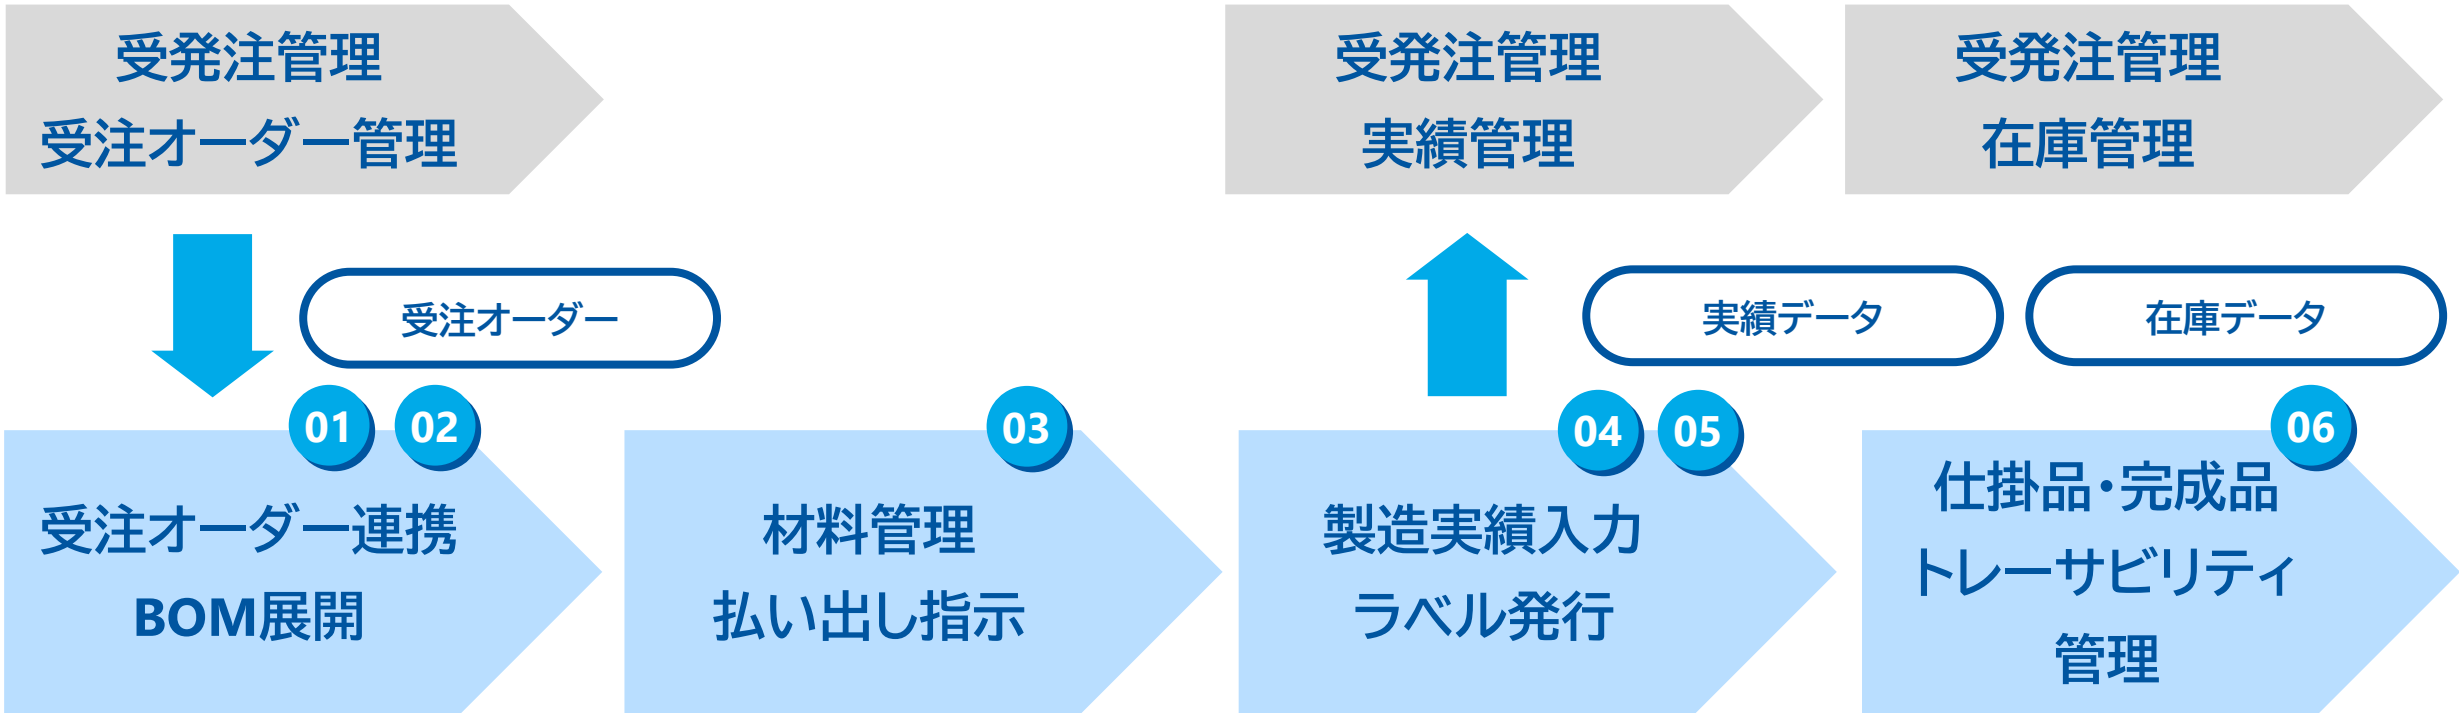 受発注管理
受注オーダー管理
受発注管理
実績管理
受発注管理
在庫管理
受注オーダー
実績データ
在庫データ
01
02
03
04
05
06
受注オーダー連携
BOM展開
材料管理
払い出し指示
製造実績入力
ラベル発行
仕掛品・完成品
トレーサビリティ
管理